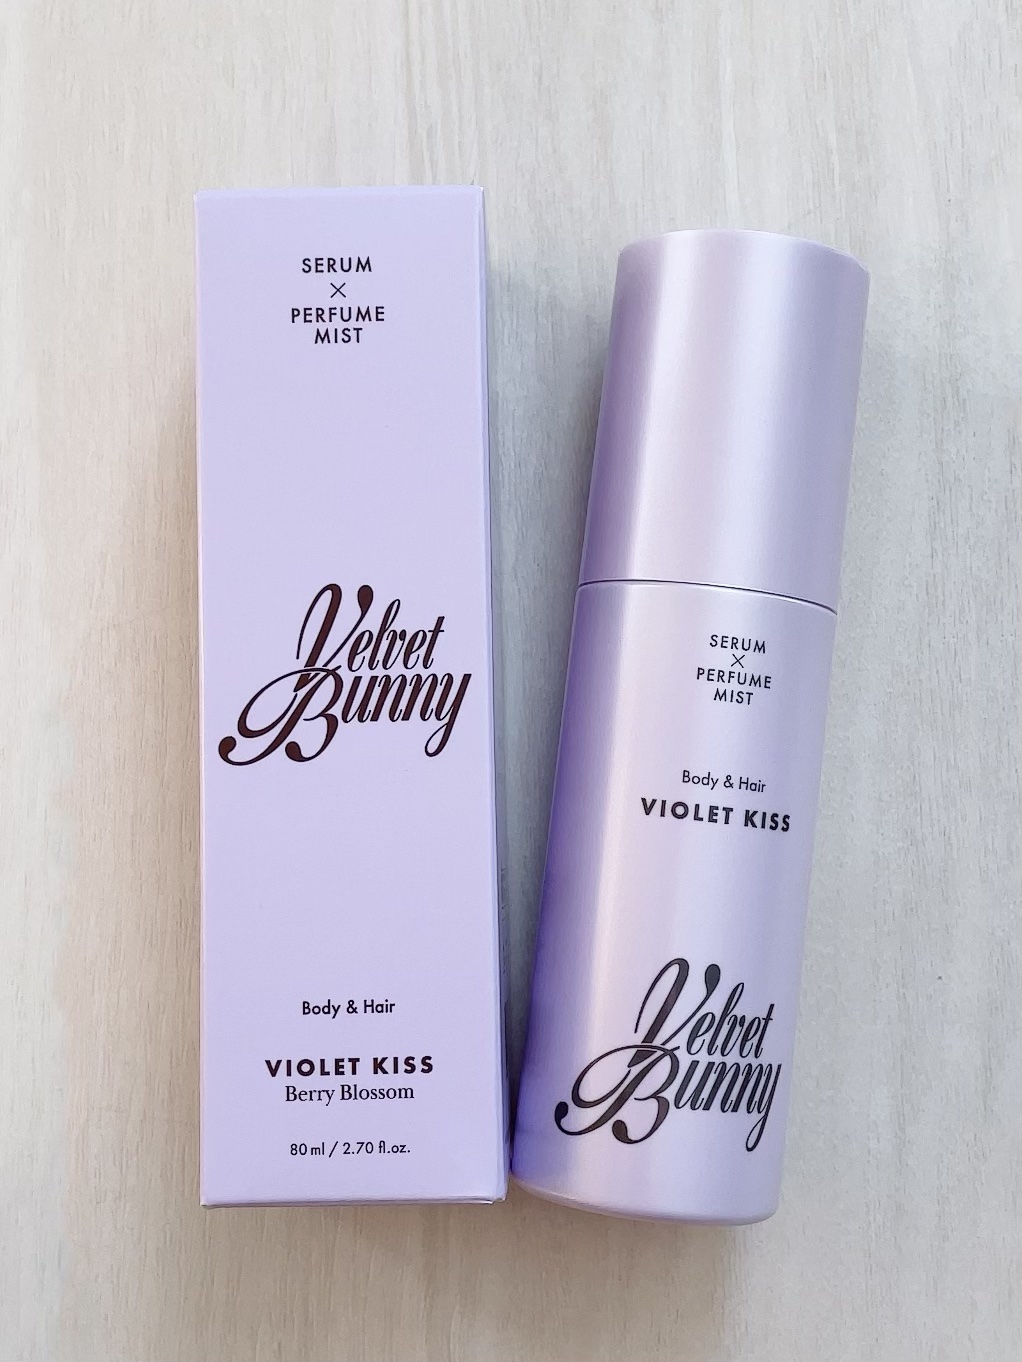 SERUM
×
PERFUME
MIST
Velvet
Bunny
Body & Hair
VIOLET KISS
Berry Blossom
80 ml / 2.70 fl.oz.
SERUM
×
PERFUME
MIST
Body & Hair
VIOLET KISS
Velvet
Bunny